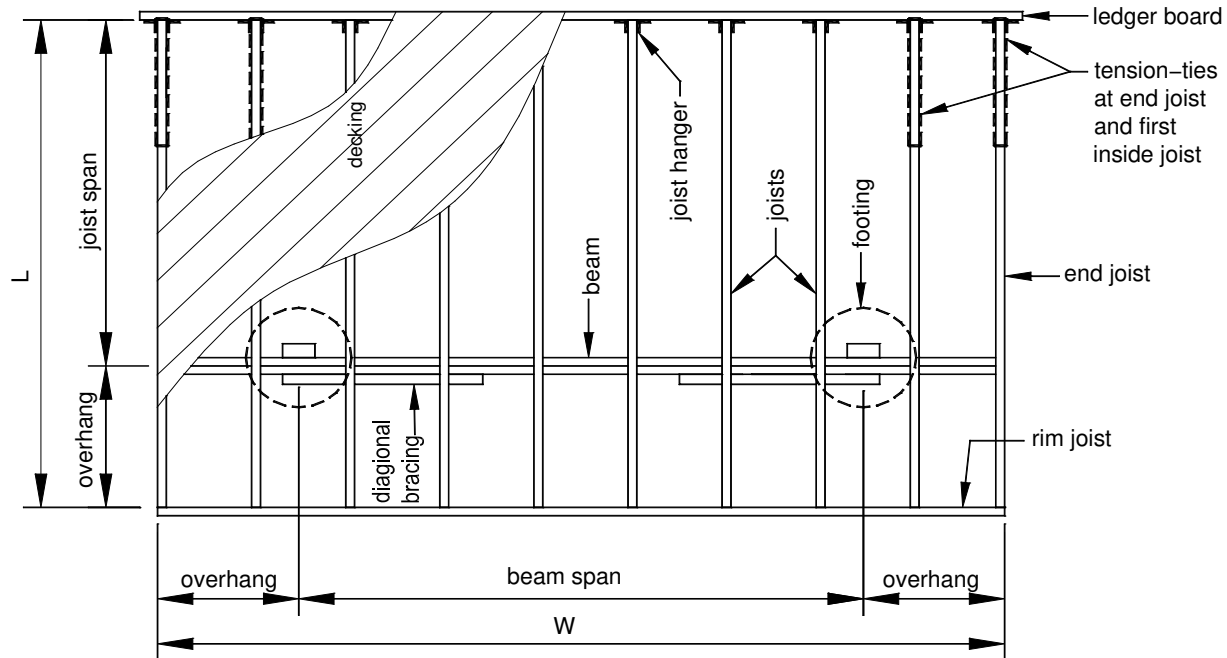 ledger board
tension-ties
at end joist
and first
inside joist
decking
joist hanger
joists
footing
joist span
L
beam
end joist
overhang
diagional
bracing
rim joist
overhang
beam span
overhang
W